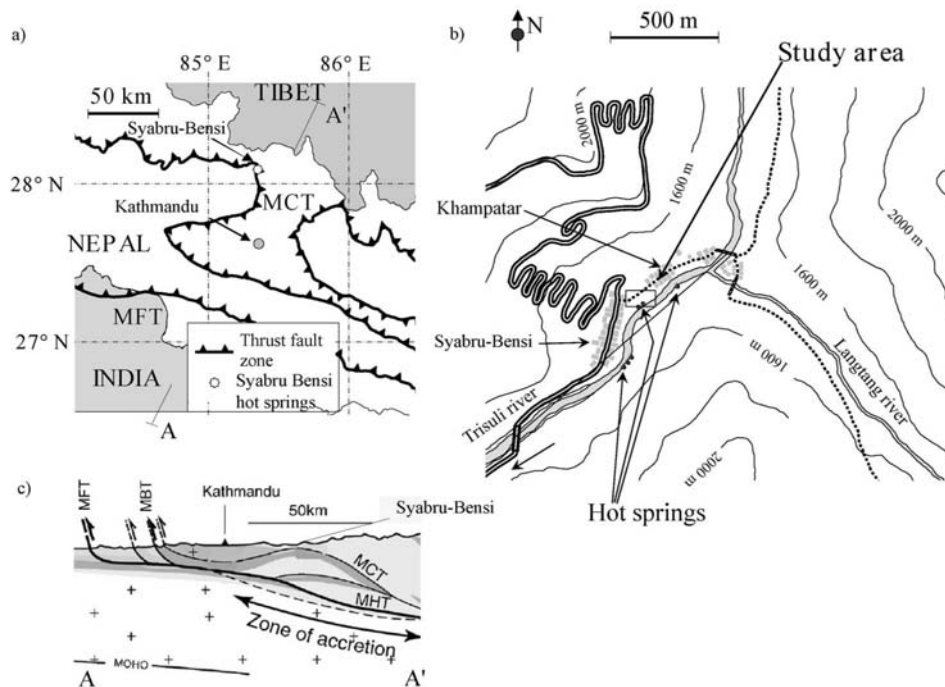 a)
50 km
85° E
86° E
TIBET
A'
Syabru-Bensi
28° N
MCT
Kathmandu
NEPAL
MFT
27° N
INDIA
A
Thrust fault
zone
Syabru Bensi
hot springs
b)
N
500 m
Study area
2000 m
1600 m
Khampatar
2000 m
1600 m
Syabru-Bensi
1600 m
Langtang river
Trisuli river
2000 m
Hot springs
c)
MFT
MBT
Kathmandu
50km
Syabru-Bensi
MCT
MHT
Zone of accretion
MOHO
A
A'